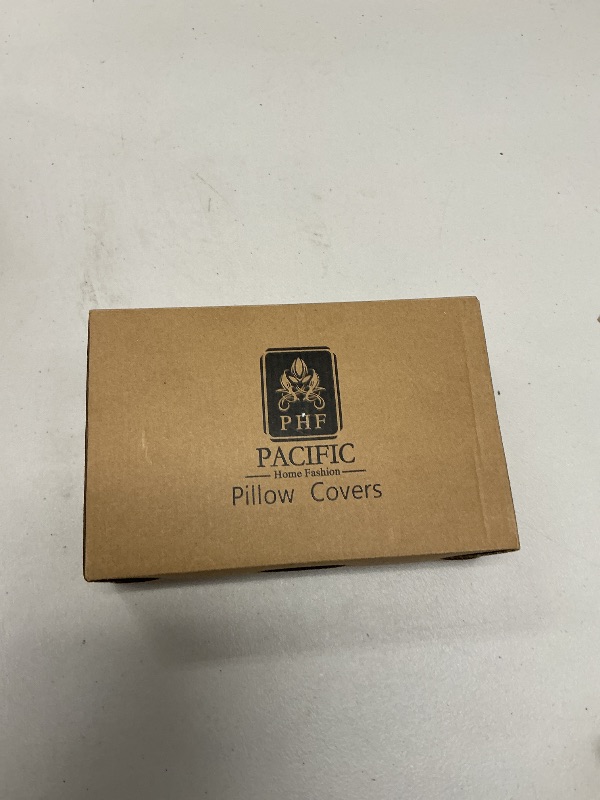 PHF
PACIFIC
Home Fashion
Pillow Covers